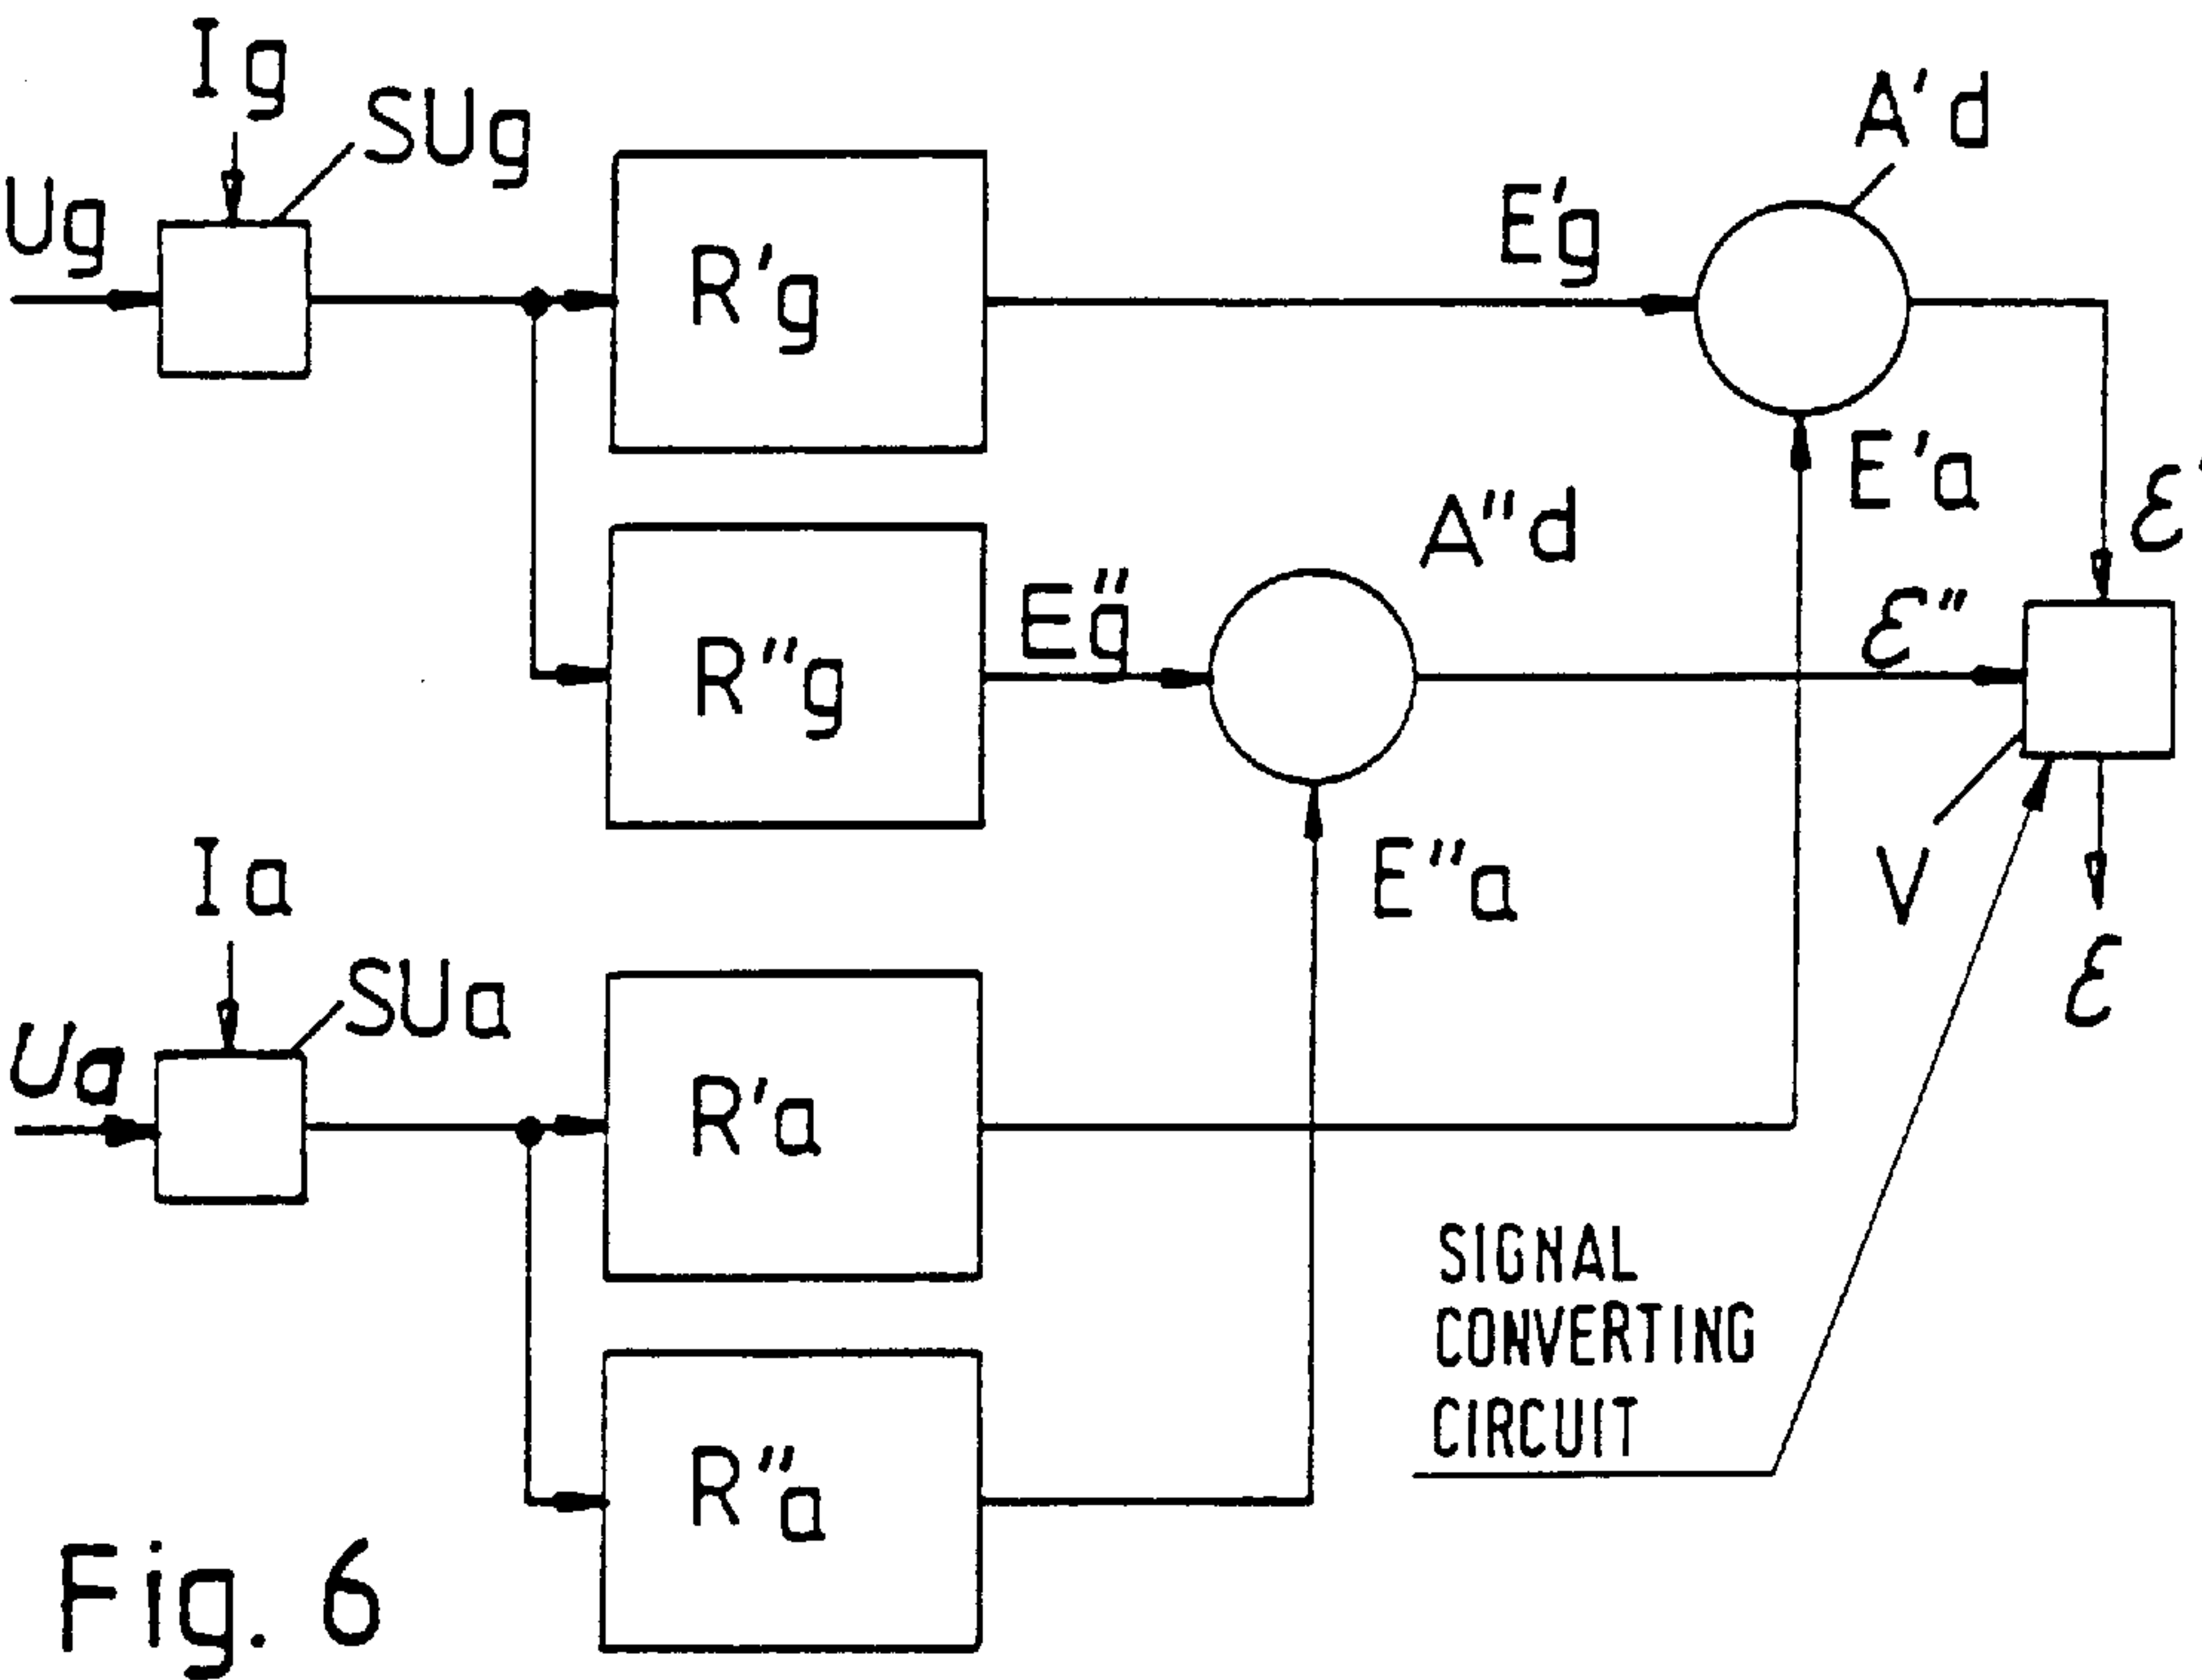 Ig
SUg
A'd
Ug
E'g
R'g
E'a
ε'
A''d
E''g
ε''
R''g
V
Ia
E''a
ε
SUa
Ua
R'a
SIGNAL
CONVERTING
CIRCUIT
R''a
Fig. 6